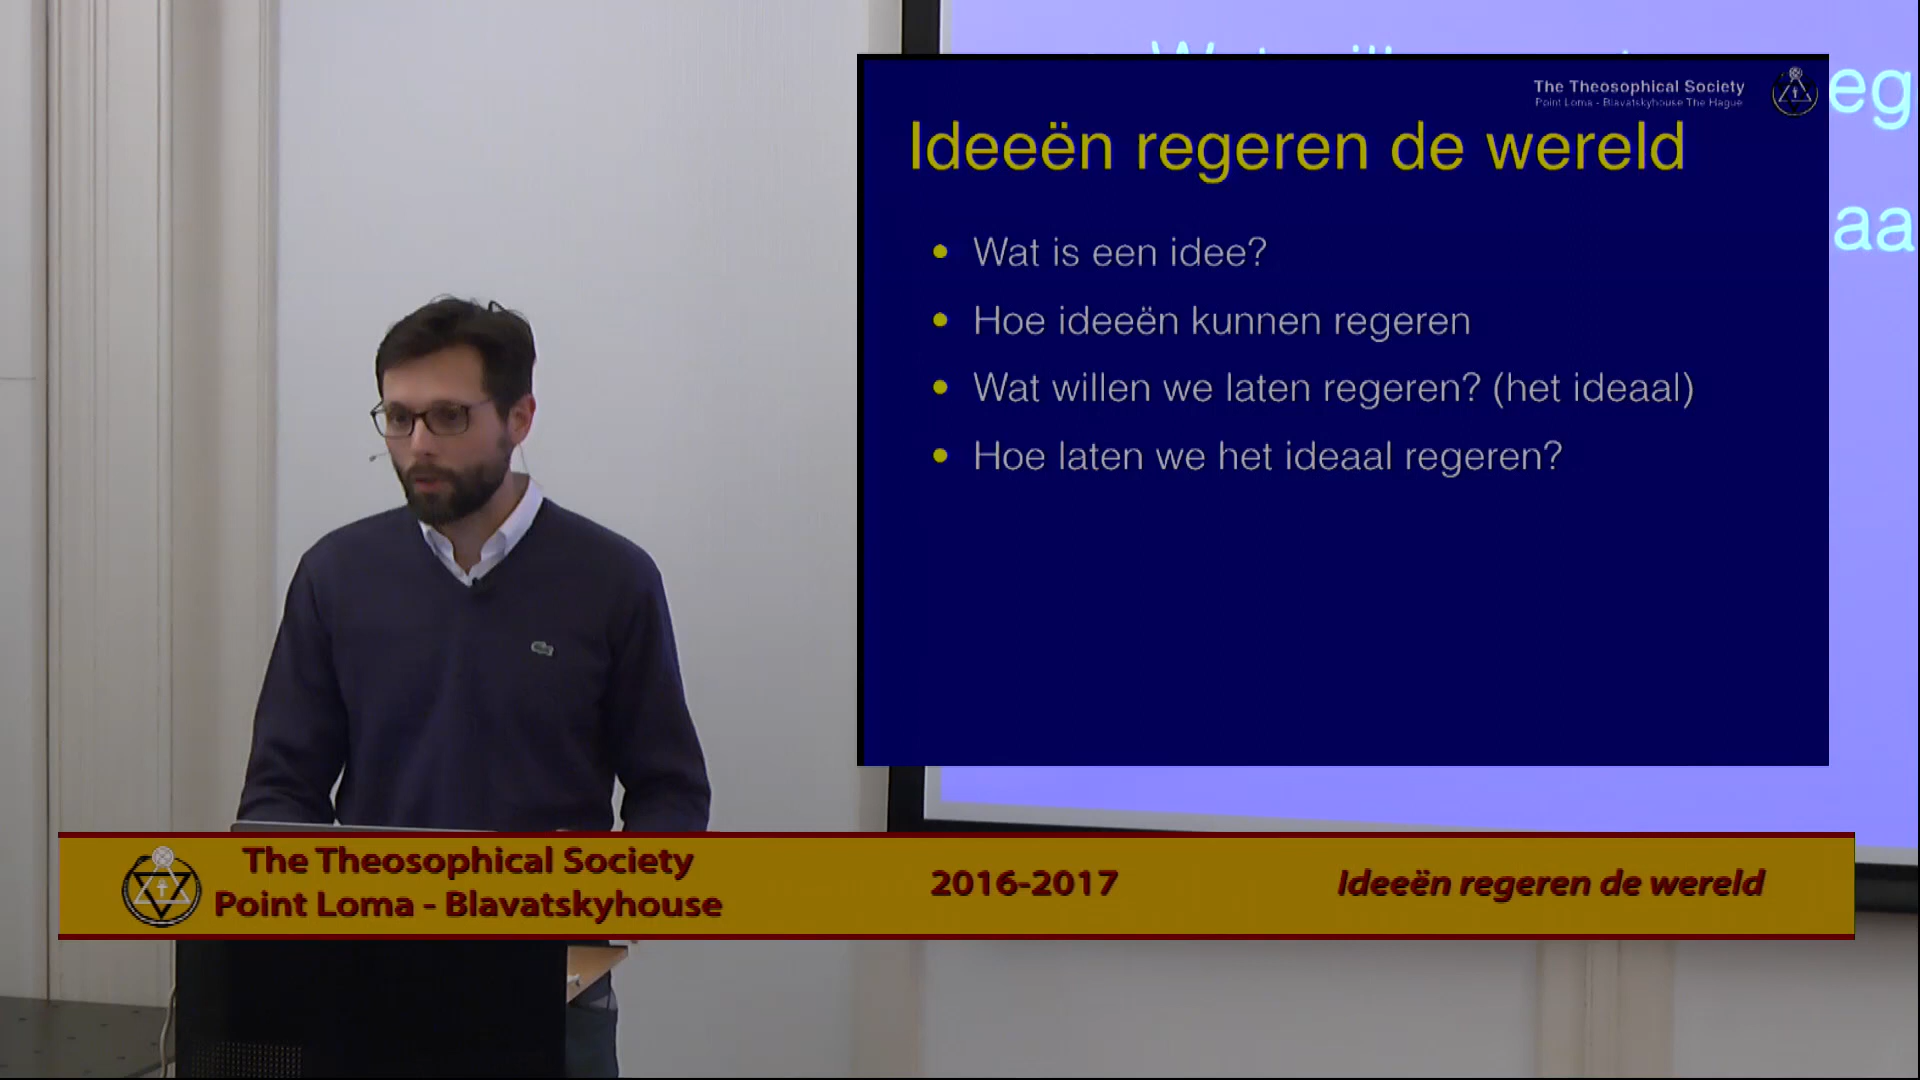 The Theosophical Society
Point Loma - Blavatskyhouse The Hague
Ideeën regeren de wereld
• Wat is een idee?
• Hoe ideeën kunnen regeren
• Wat willen we laten regeren? (het ideaal)
• Hoe laten we het ideaal regeren?
eg
aa
The Theosophical Society
Point Loma - Blavatskyhouse
2016-2017
Ideeën regeren de wereld